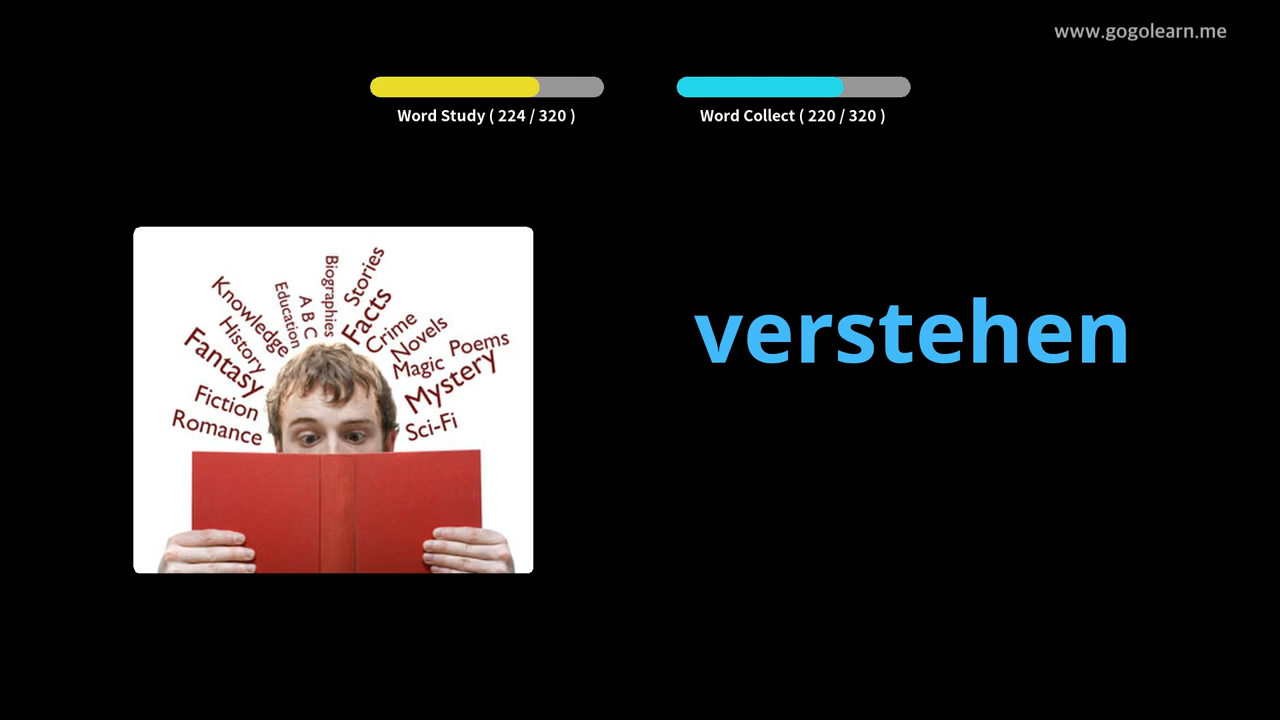 www.gogolearn.me
Word Study ( 224 / 320 )
Word Collect ( 220 / 320 )
verstehen
Romance
Fiction
Fantasy
History
Knowledge
Education
A B C
Biographies
Stories
Facts
Crime
Novels
Magic
Poems
Mystery
Sci-Fi